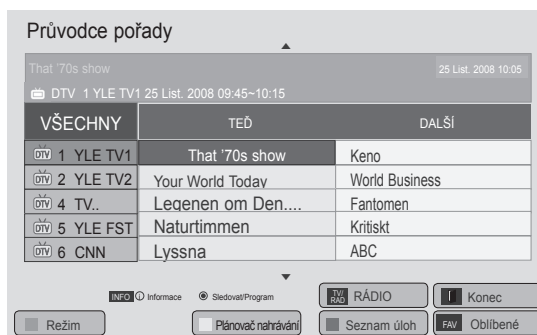 Průvodce pořady
That '70s show 25 List. 2008 10:05
DTV 1 YLE TV1 25 List. 2008 09:45~10:15
VŠECHNY TEĎ DALŠÍ
DTV 1 YLE TV1 That '70s show Keno
DTV 2 YLE TV2 Your World Today World Business
DTV 4 TV.. Legenen om Den.... Fantomen
DTV 5 YLE FST Naturtimmen Kritiskt
DTV 6 CNN Lyssna ABC
INFO i Informace Sledovat/Program TV/RAD RÁDIO Konec
Režim Plánovač nahrávání Seznam úloh FAV Oblíbené